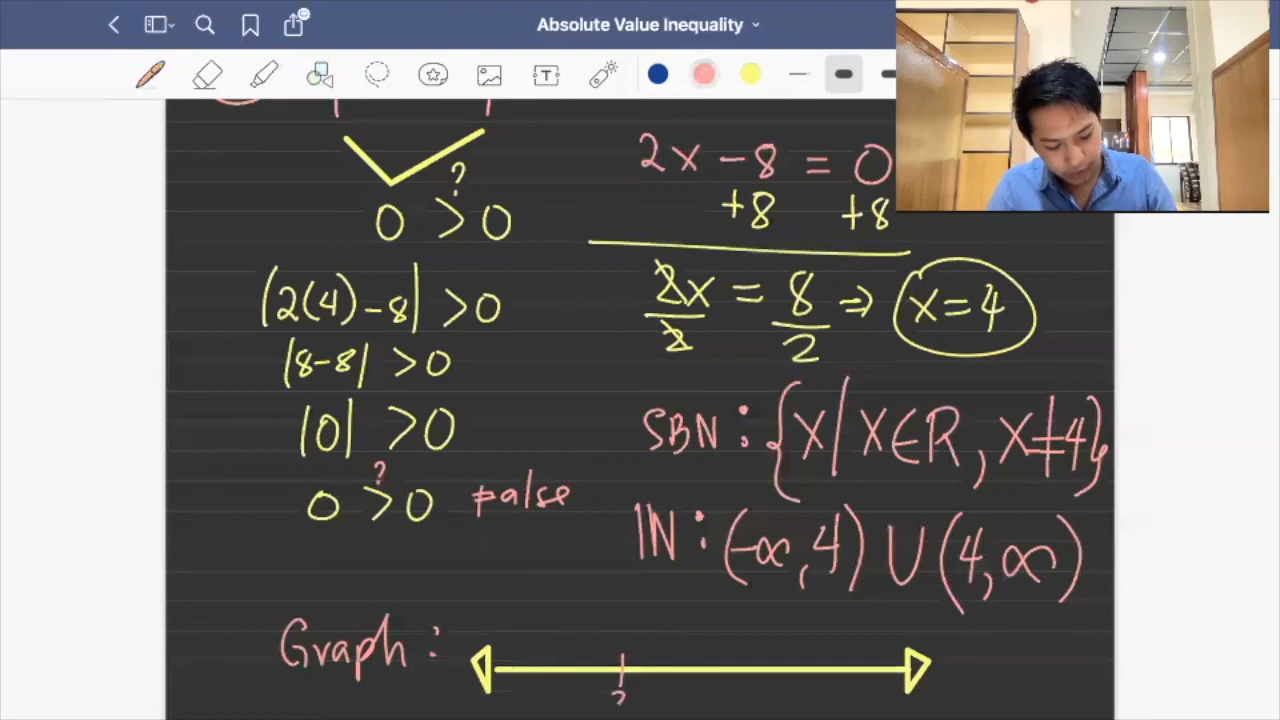 Absolute Value Inequality
2x - 8 = 0
+8 +8
?
0 > 0
2x = 8 ⇒ x = 4
2 2
|2(4) - 8| > 0
|8-8| > 0
|0| > 0
SBN : {X | X ∈ R, X ≠ 4}
?
0 > 0 False
IN : (-∞, 4) ∪ (4, ∞)
Graph :